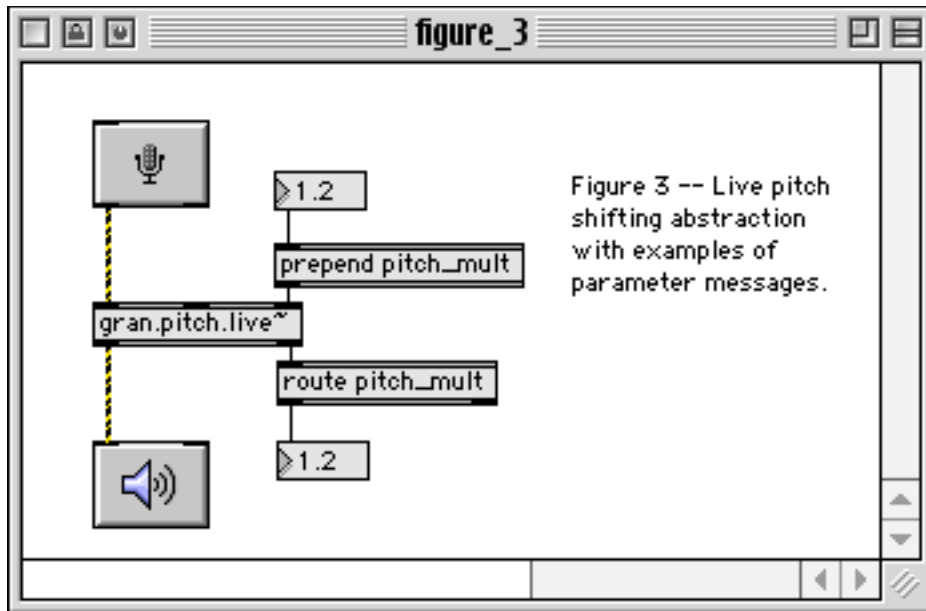 figure_3
1.2
prepend pitch_mult
gran.pitch.live~
route pitch_mult
1.2
Figure 3 -- Live pitch
shifting abstraction
with examples of
parameter messages.